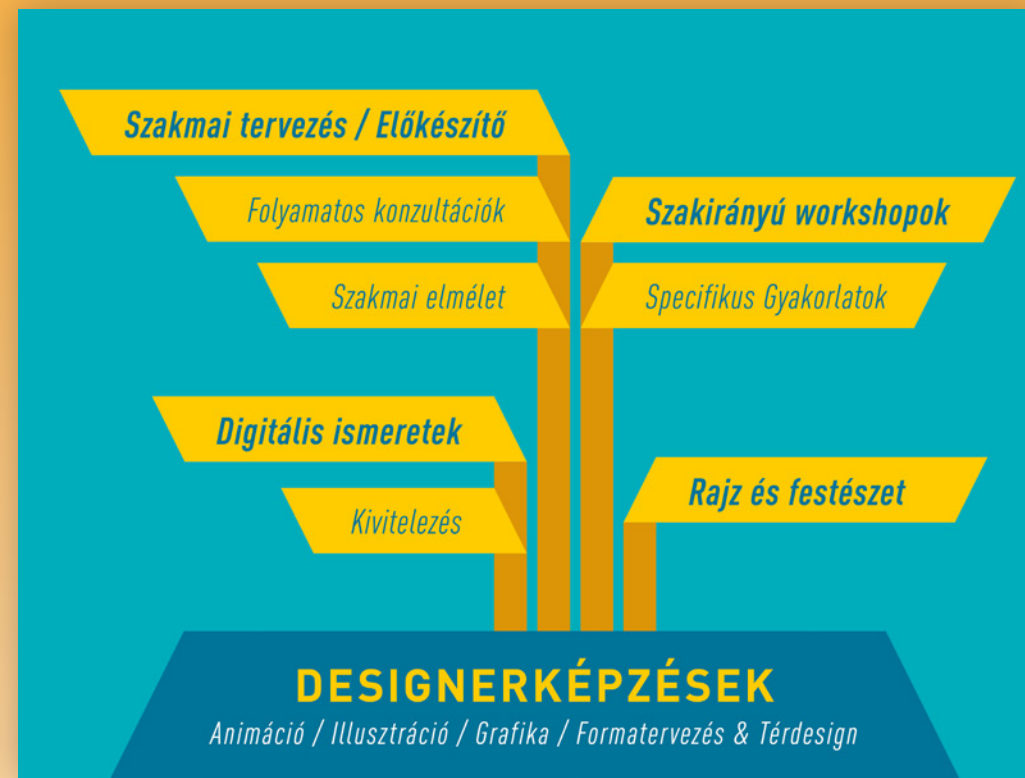 Szakmai tervezés / Előkészítő
Folyamatos konzultációk
Szakirányú workshopok
Szakmai elmélet
Specifikus Gyakorlatok
Digitális ismeretek
Rajz és festészet
Kivitelezés
DESIGNERKÉPZÉSEK
Animáció / Illusztráció / Grafika / Formatervezés & Térdesign